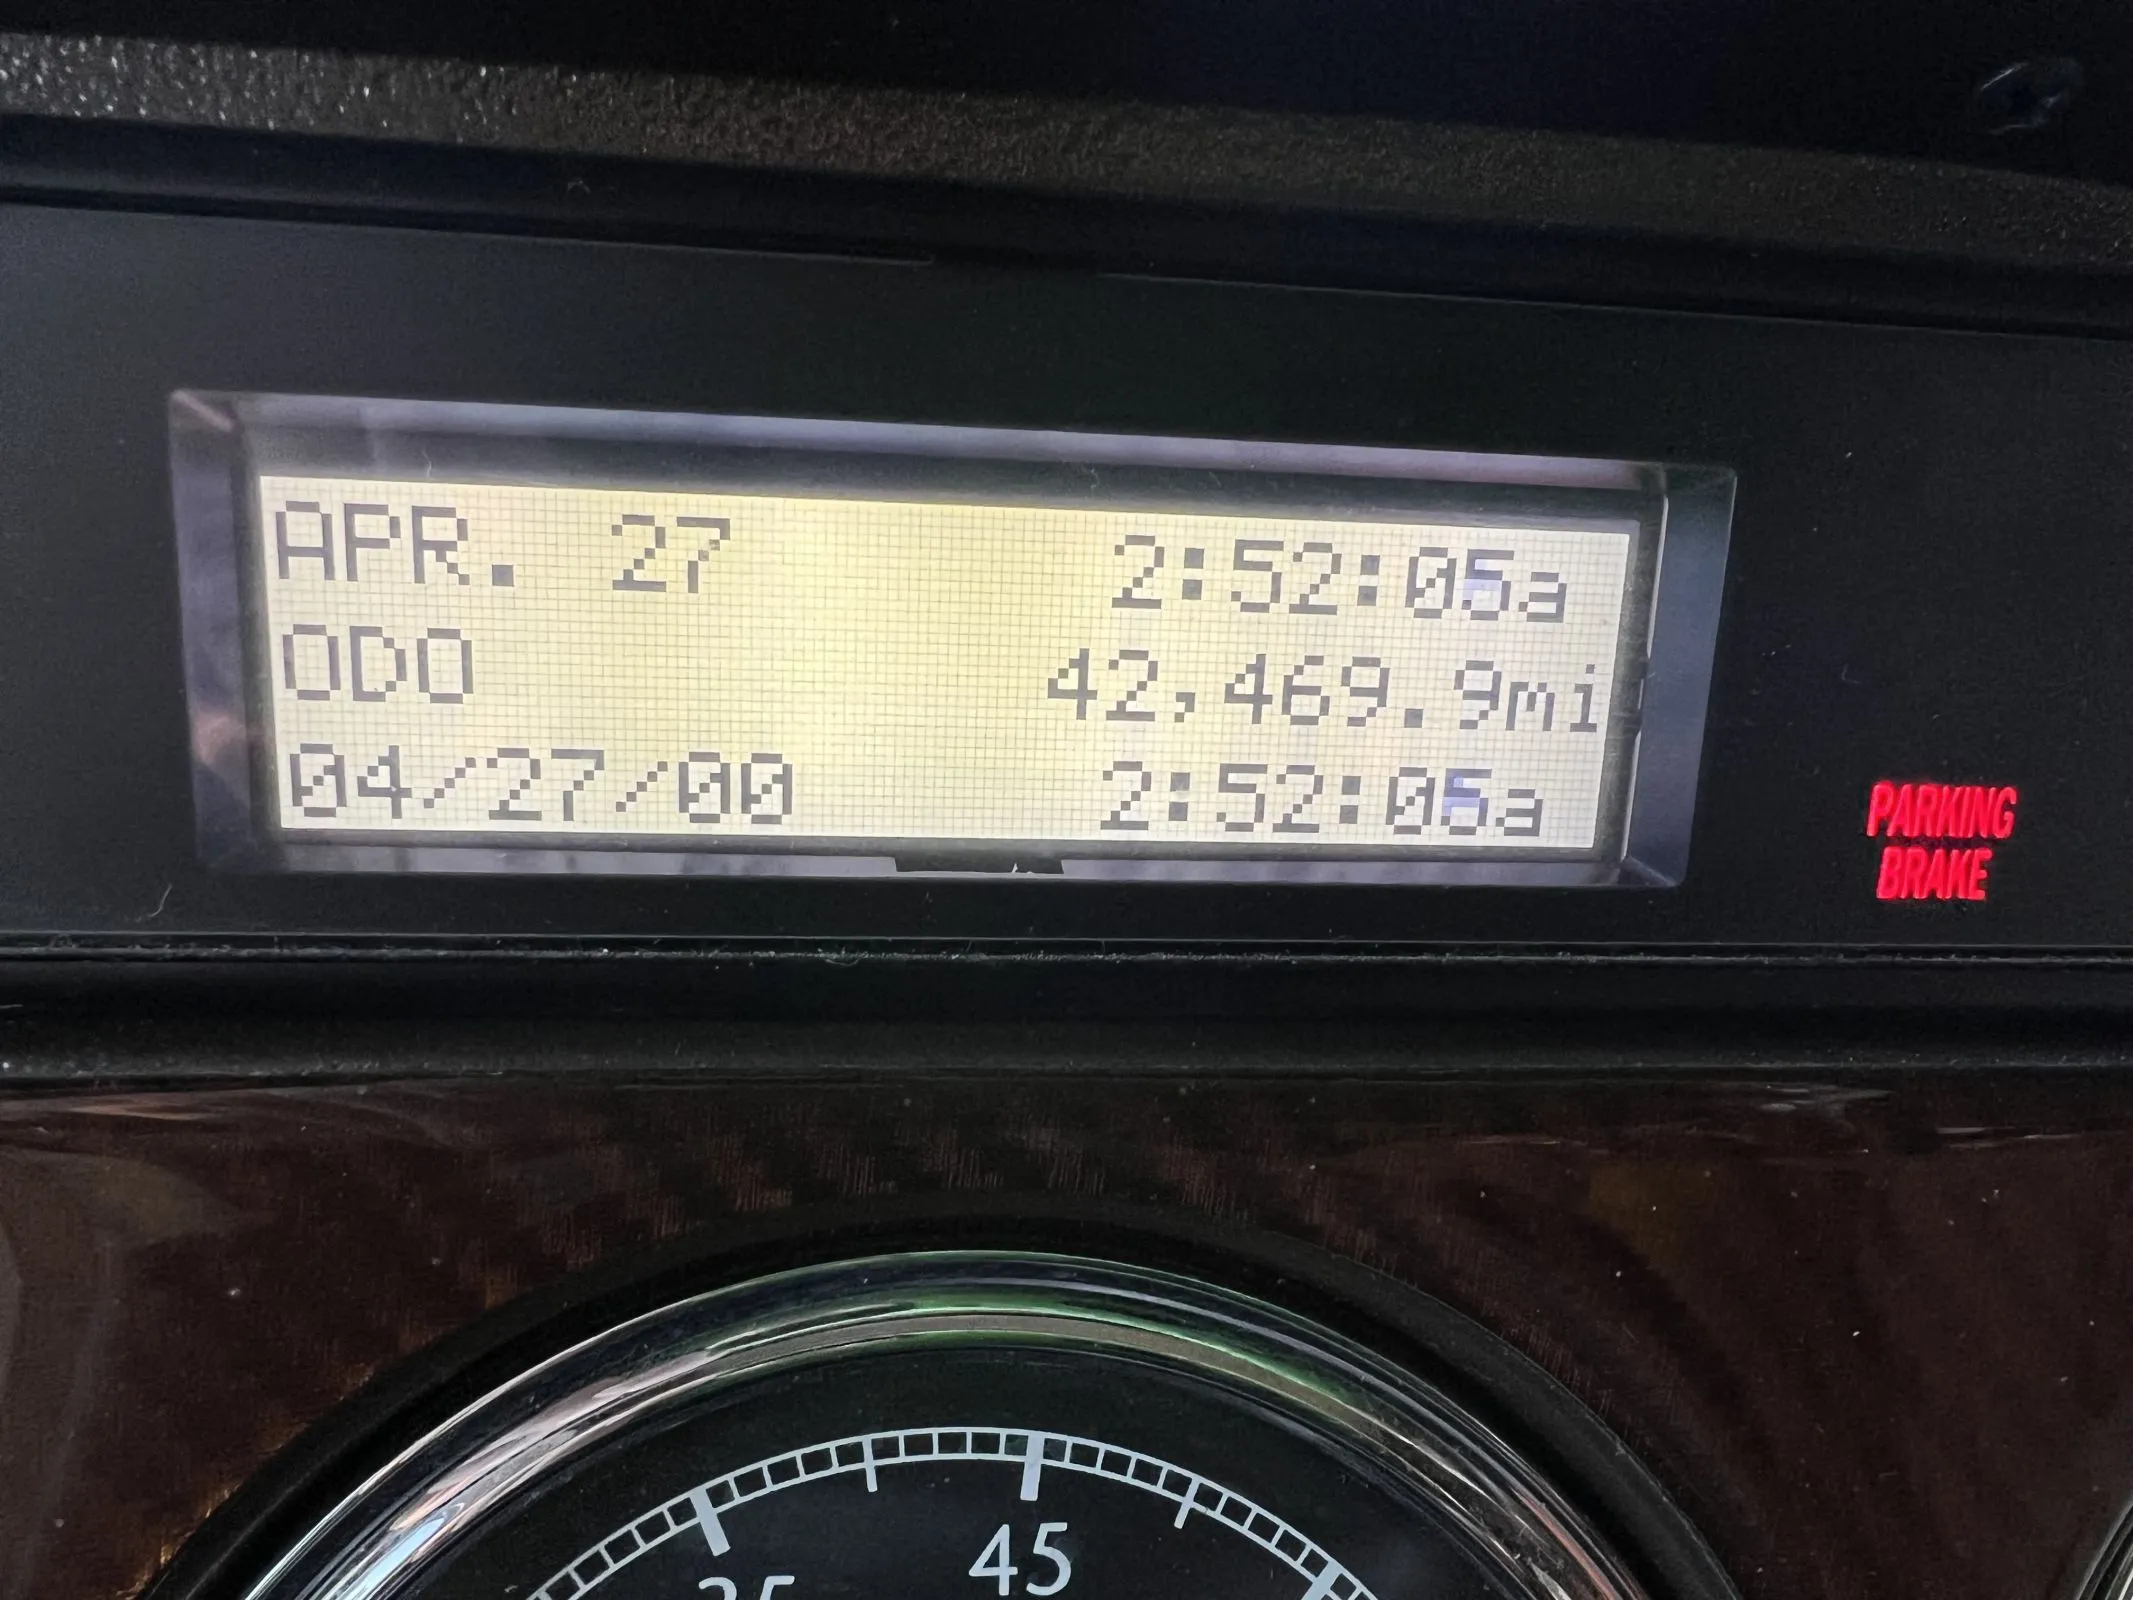 APR. 27 2:52:05a
ODO 42,469.9mi
04/27/00 2:52:05a
PARKING
BRAKE
45